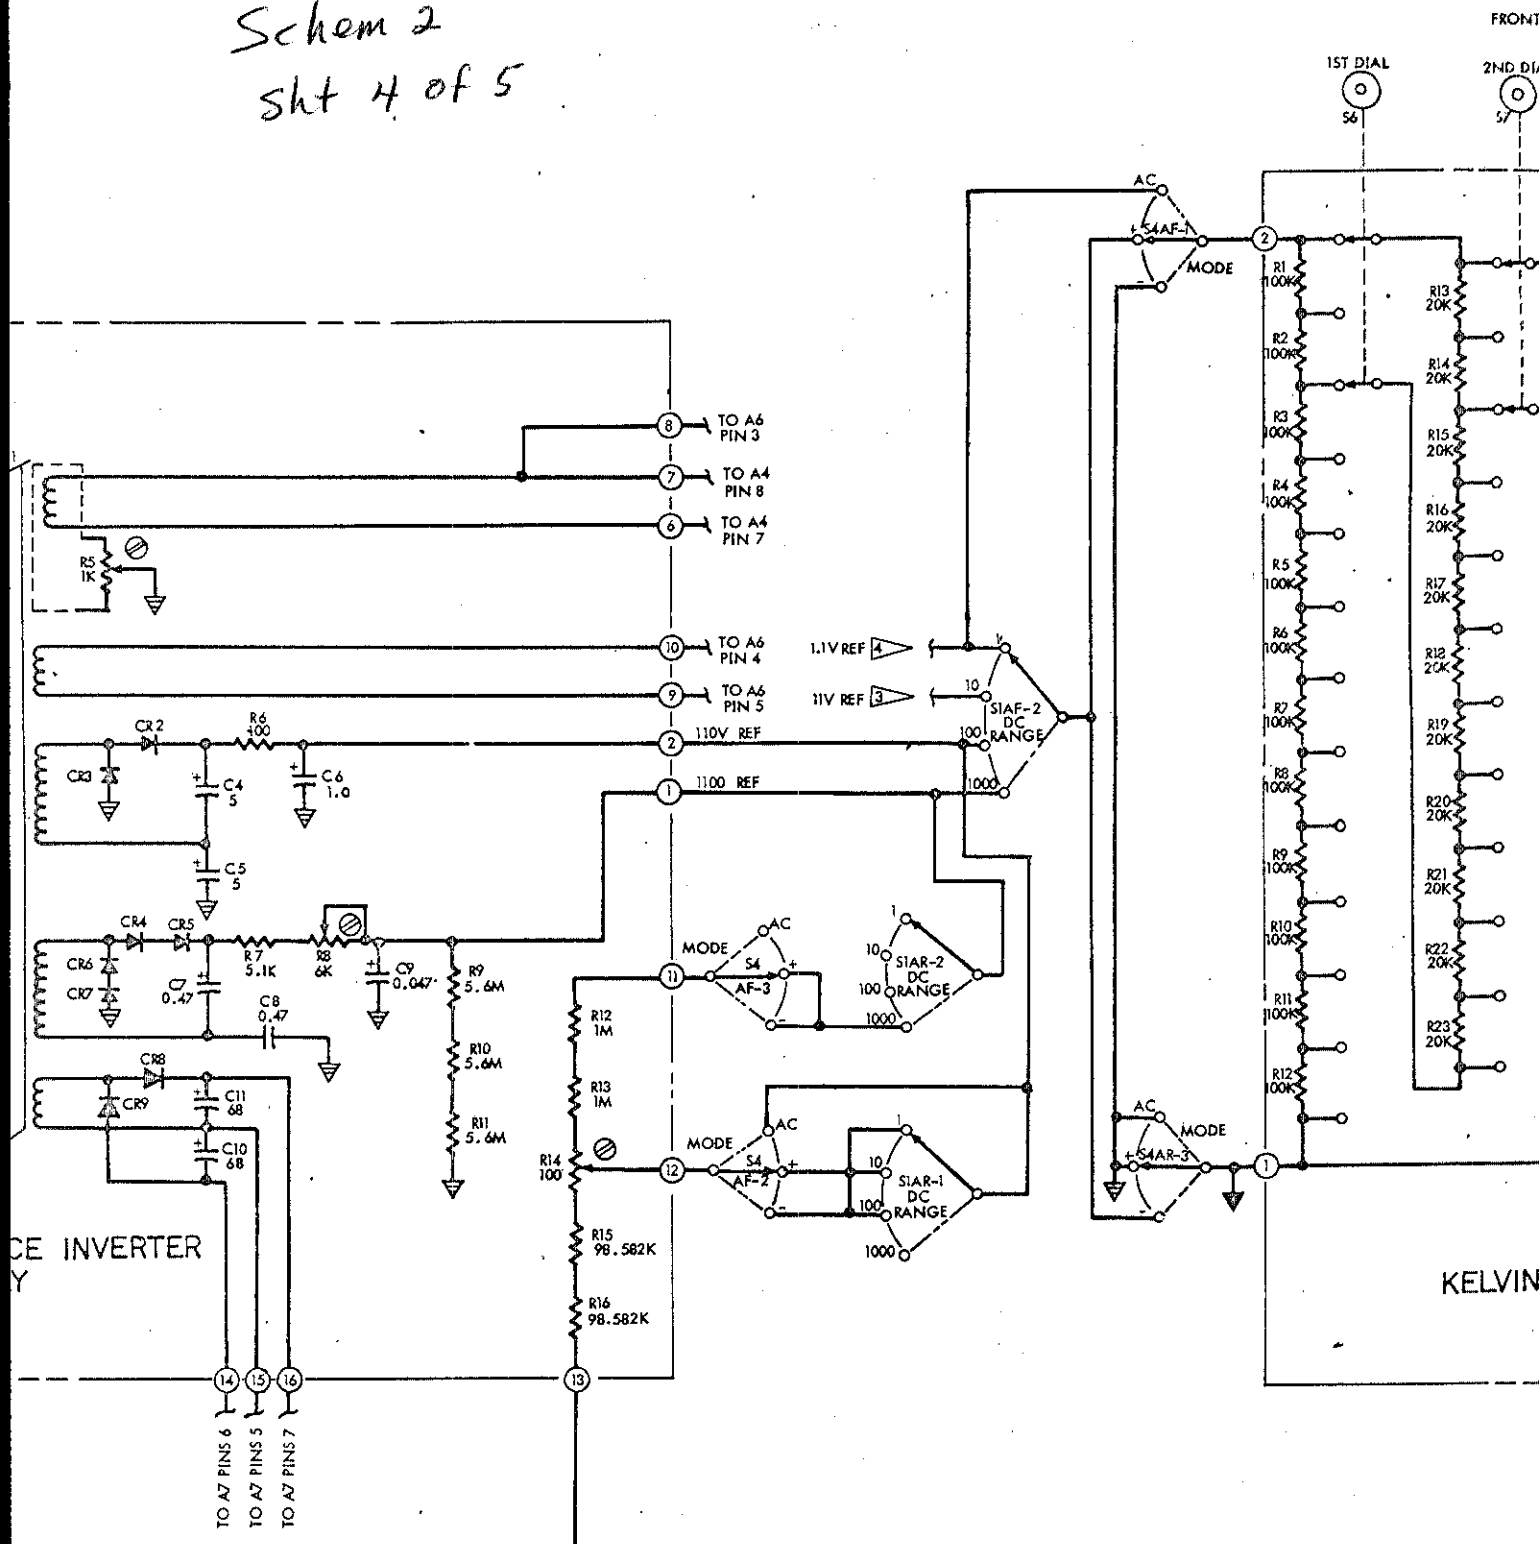 Schem 2
Sht 4 of 5
FRONT
1ST DIAL
S6
2ND DIA
S7
AC
+ S4AF-1
MODE
-
2
R1
100K
R2
100K
R3
100K
R4
100K
R5
100K
R6
100K
R7
100K
R8
100K
R9
100K
R10
100K
R11
100K
R12
100K
R13
20K
R14
20K
R15
20K
R16
20K
R17
20K
R18
20K
R19
20K
R20
20K
R21
20K
R22
20K
R23
20K
8
TO A6
PIN 3
7
TO A4
PIN 8
6
TO A4
PIN 7
R5
1K
10
TO A6
PIN 4
9
TO A6
PIN 5
1.1V REF 4
11V REF 3
1
10
S1AF-2
DC
RANGE
100
1000
2
110V REF
1
1100 REF
CR2
R6
CR3
+
C4
5
+
C6
1.0
+
C5
5
CR4
CR5
R7
5.1K
R8
6K
CR6
CR7
C7
0.47
C8
0.47
+
C9
0.047
R9
5.6M
R10
5.6M
R11
5.6M
CR8
CR9
+
C11
68
+
C10
68
R12
1M
R13
1M
R14
100
R15
98.582K
R16
98.582K
11
MODE
AC
S4
AF-3
+
-
1
10
S1AR-2
DC
RANGE
100
1000
12
MODE
AC
S4
AF-2
+
-
1
10
S1AR-1
DC
RANGE
100
1000
AC
MODE
+ S4AR-3
-
1
CE INVERTER
Y
KELVIN
14
15
16
13
TO A7 PINS 6
TO A7 PINS 5
TO A7 PINS 7